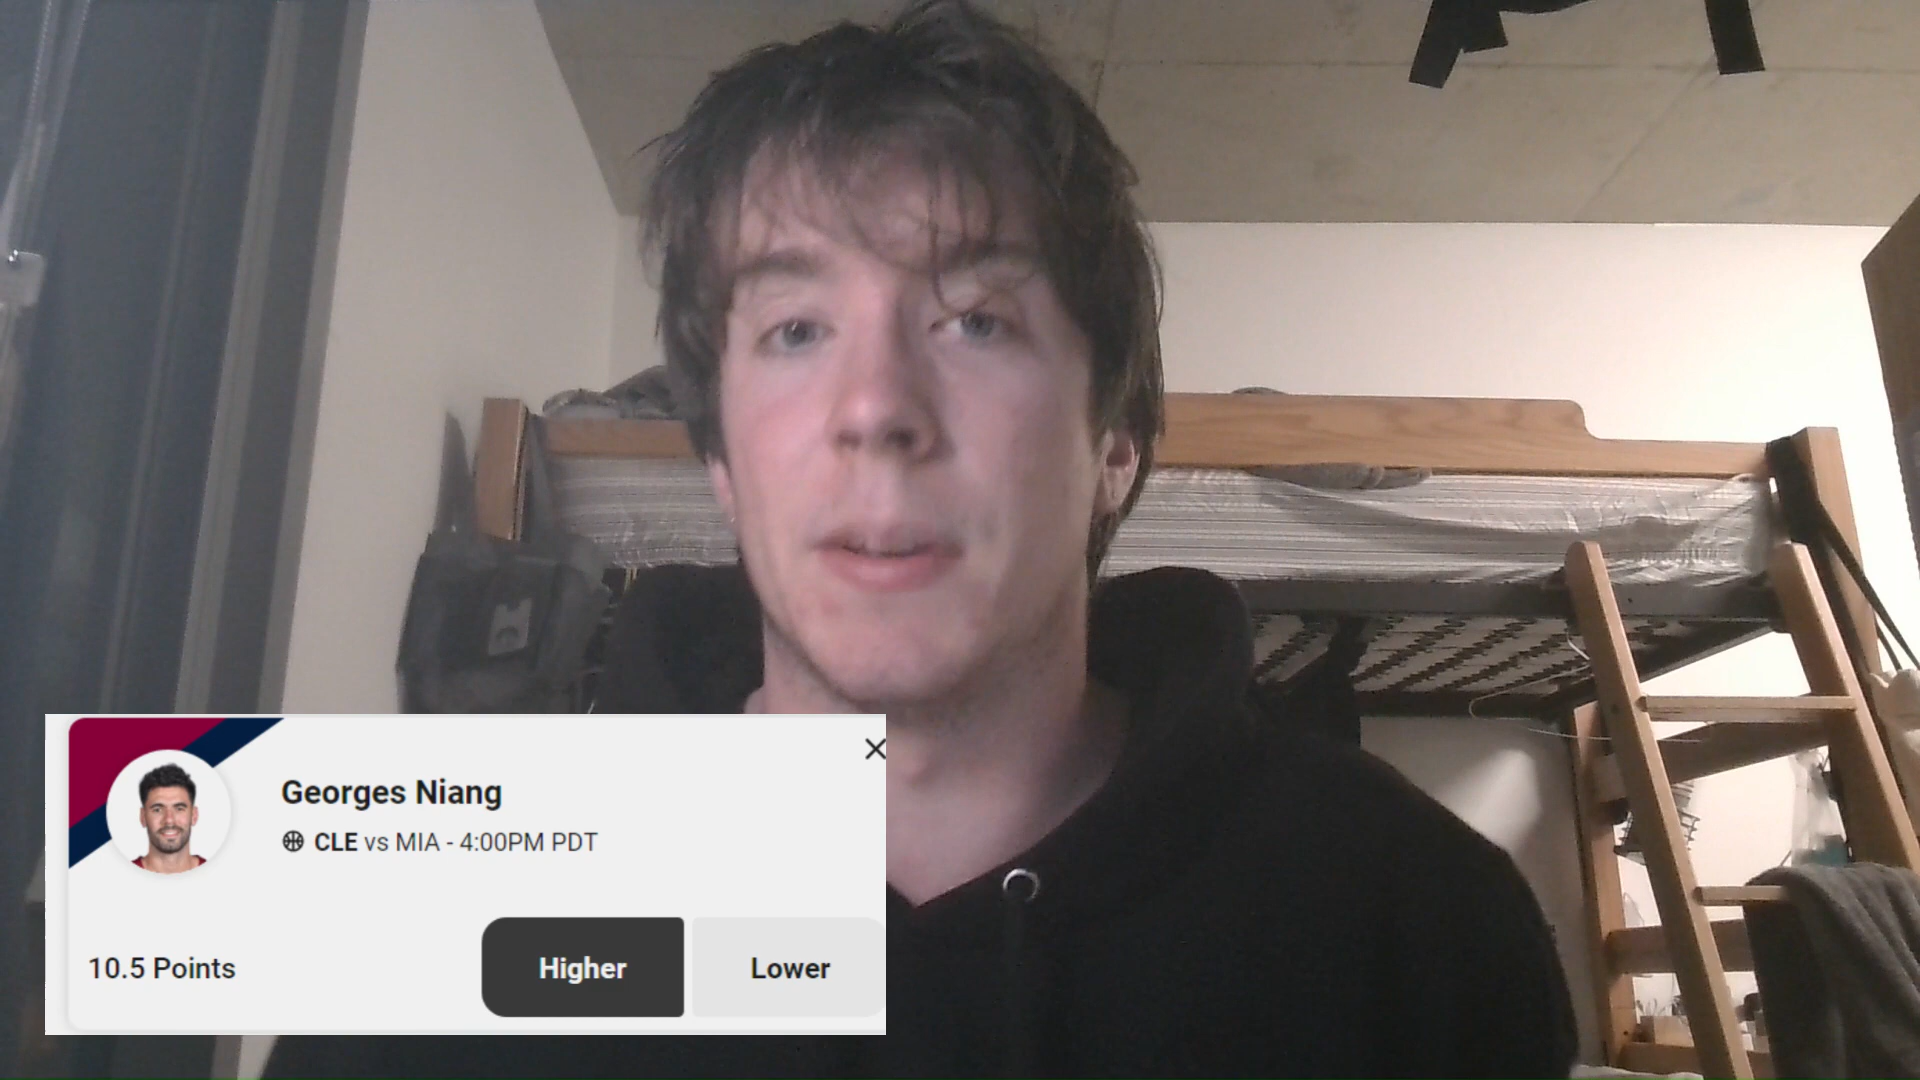 Georges Niang
CLE vs MIA - 4:00PM PDT
10.5 Points
Higher
Lower